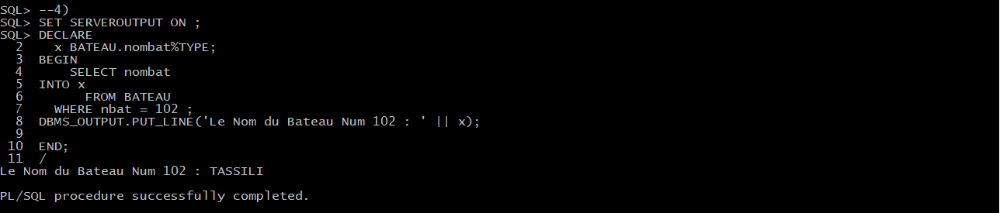 SQL> --4)
SQL> SET SERVEROUTPUT ON ;
SQL> DECLARE
  2    x BATEAU.nombat%TYPE;
  3  BEGIN
  4      SELECT nombat
  5  INTO x
  6        FROM BATEAU
  7    WHERE nbat = 102 ;
  8  DBMS_OUTPUT.PUT_LINE('Le Nom du Bateau Num 102 : ' || x);
  9
 10  END;
 11  /
Le Nom du Bateau Num 102 : TASSILI

PL/SQL procedure successfully completed.